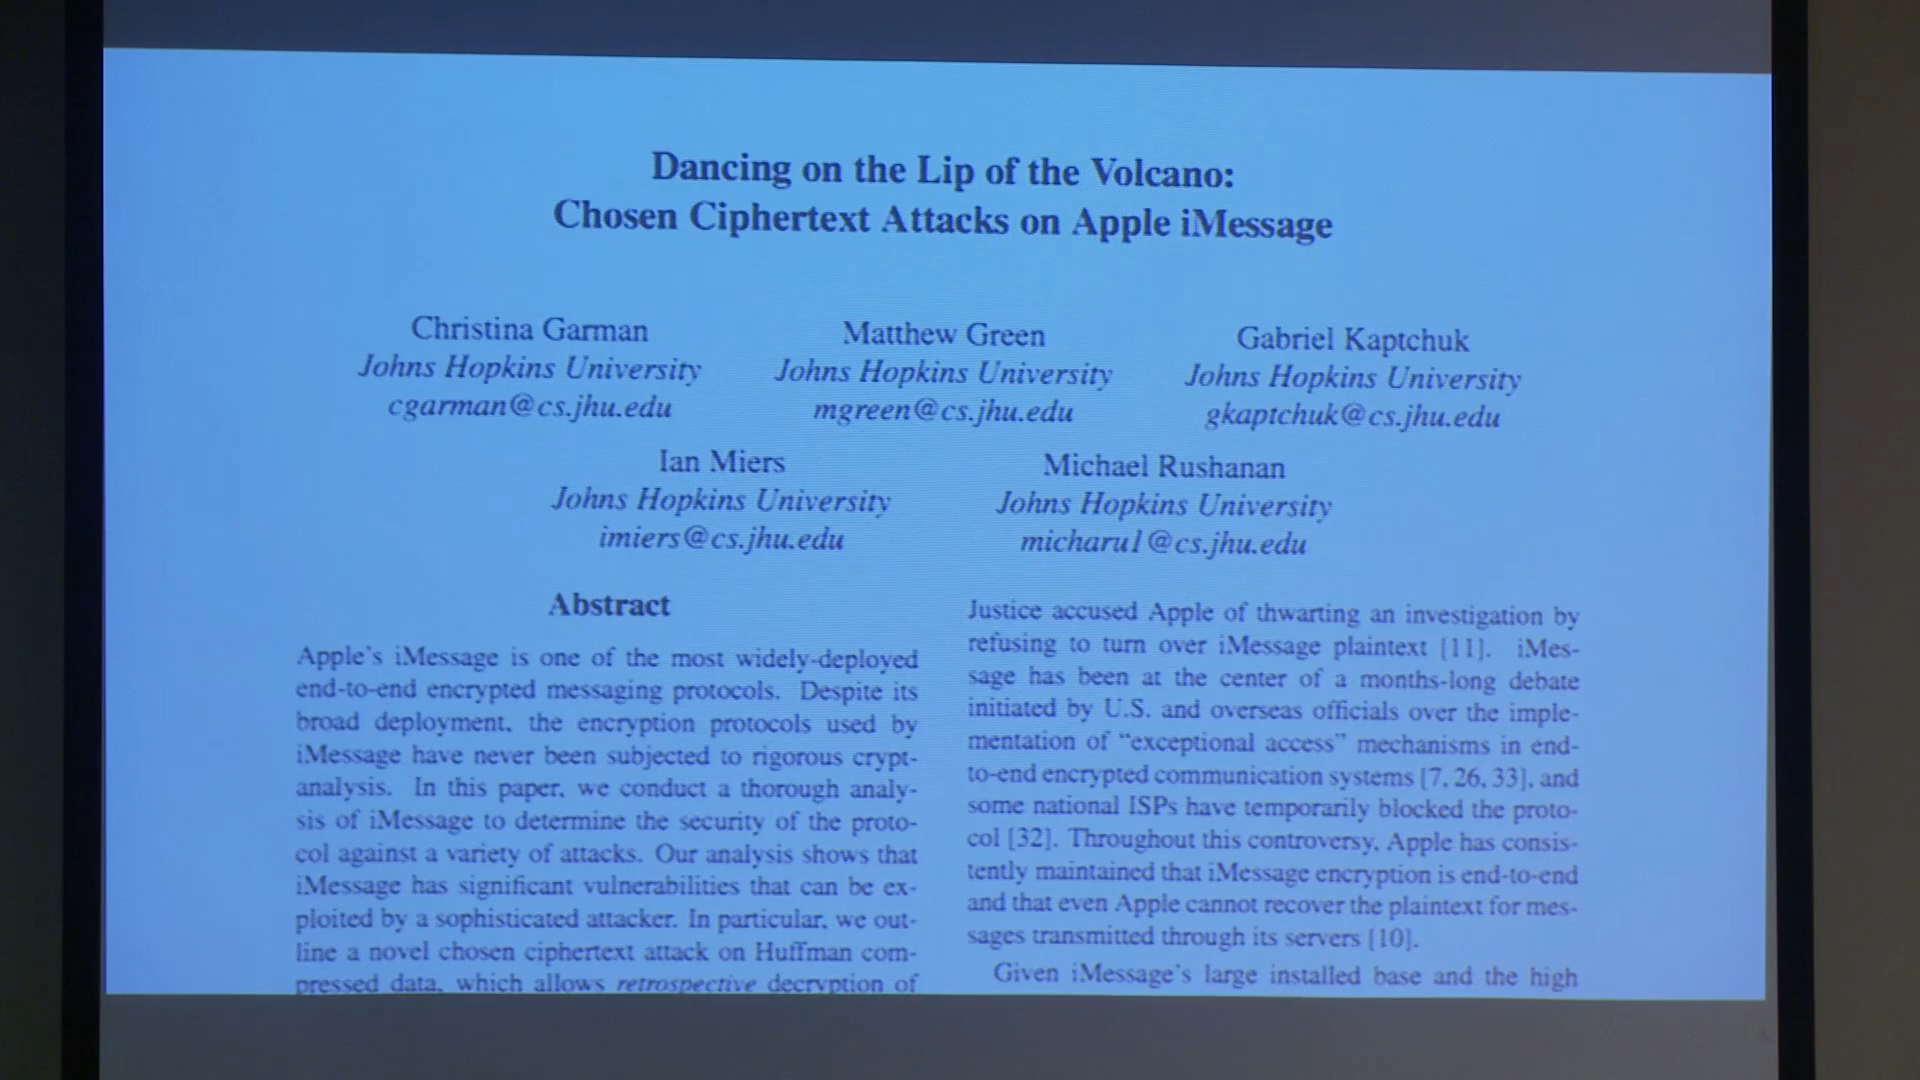 Dancing on the Lip of the Volcano:
Chosen Ciphertext Attacks on Apple iMessage
Christina Garman
Johns Hopkins University
cgarman@cs.jhu.edu
Matthew Green
Johns Hopkins University
mgreen@cs.jhu.edu
Gabriel Kaptchuk
Johns Hopkins University
gkaptchuk@cs.jhu.edu
Ian Miers
Johns Hopkins University
imiers@cs.jhu.edu
Michael Rushanan
Johns Hopkins University
micharu1@cs.jhu.edu
Abstract
Apple's iMessage is one of the most widely-deployed
end-to-end encrypted messaging protocols. Despite its
broad deployment, the encryption protocols used by
iMessage have never been subjected to rigorous crypt-
analysis. In this paper, we conduct a thorough analy-
sis of iMessage to determine the security of the proto-
col against a variety of attacks. Our analysis shows that
iMessage has significant vulnerabilities that can be ex-
ploited by a sophisticated attacker. In particular, we out-
line a novel chosen ciphertext attack on Huffman com-
pressed data, which allows retrospective decryption of
Justice accused Apple of thwarting an investigation by
refusing to turn over iMessage plaintext [11]. iMes-
sage has been at the center of a months-long debate
initiated by U.S. and overseas officials over the imple-
mentation of “exceptional access” mechanisms in end-
to-end encrypted communication systems [7, 26, 33], and
some national ISPs have temporarily blocked the proto-
col [32]. Throughout this controversy, Apple has consis-
tently maintained that iMessage encryption is end-to-end
and that even Apple cannot recover the plaintext for mes-
sages transmitted through its servers [10].
Given iMessage's large installed base and the high